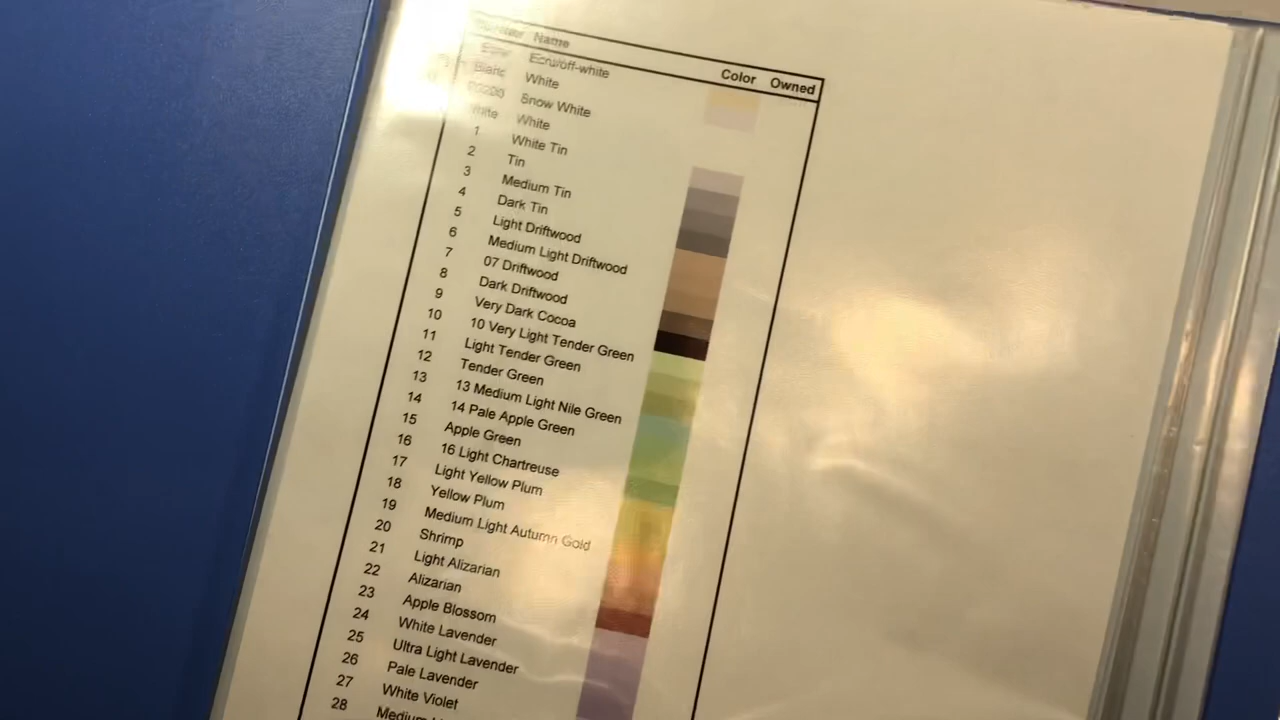 Name Color Owned
Ecru Ecru/off-white
Blanc White
Snow White
White White
1 White Tin
2 Tin
3 Medium Tin
4 Dark Tin
5 Light Driftwood
6 Medium Light Driftwood
7 07 Driftwood
8 Dark Driftwood
9 Very Dark Cocoa
10 10 Very Light Tender Green
11 Light Tender Green
12 Tender Green
13 13 Medium Light Nile Green
14 14 Pale Apple Green
15 Apple Green
16 16 Light Chartreuse
17 Light Yellow Plum
18 Yellow Plum
19 Medium Light Autumn Gold
20 Shrimp
21 Light Alizarian
22 Alizarian
23 Apple Blossom
24 White Lavender
25 Ultra Light Lavender
26 Pale Lavender
27 White Violet
28 Medium